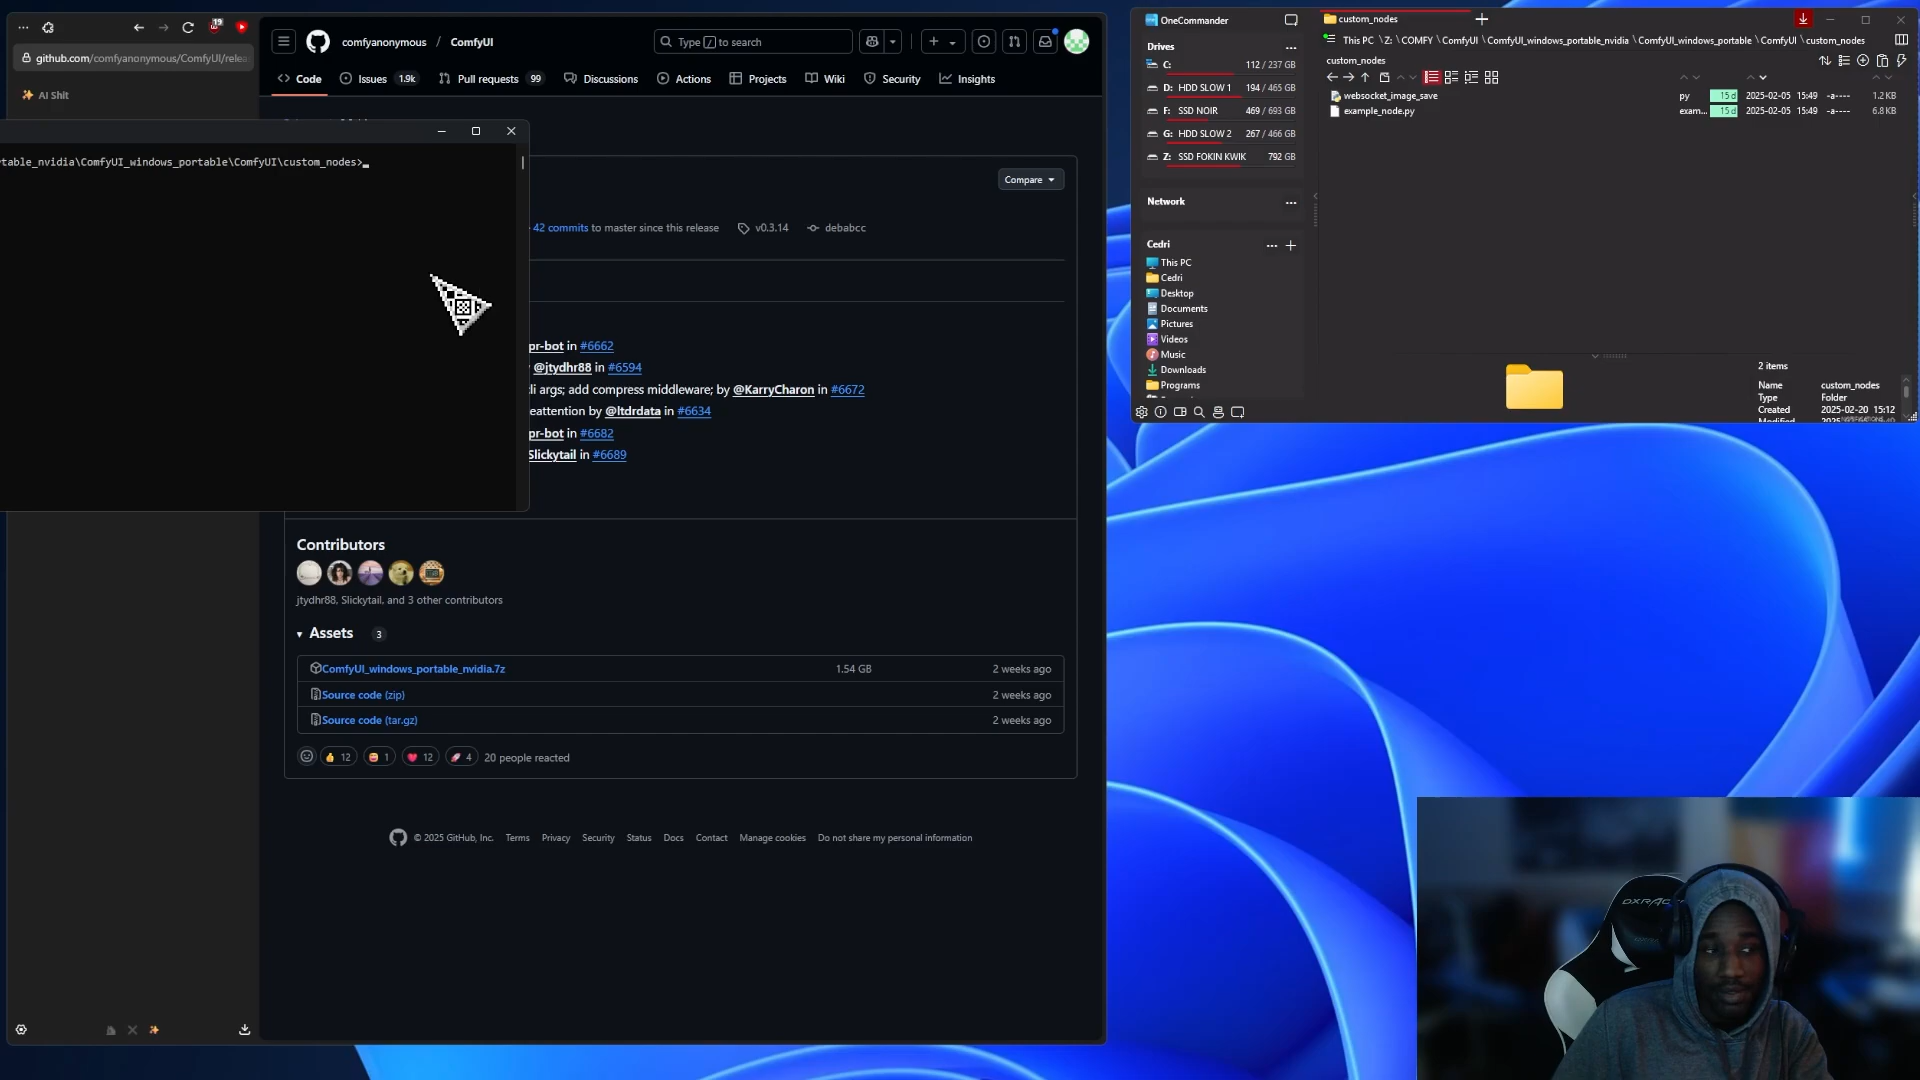 19
github.com/comfyanonymous/ComfyUI/relea
AI Shit
comfyanonymous / ComfyUI
Type / to search
Code
Issues 1.9k
Pull requests 99
Discussions
Actions
Projects
Wiki
Security
Insights
table_nvidia\ComfyUI_windows_portable\ComfyUI\custom_nodes>
Compare
42 commits to master since this release
v0.3.14
debabcc
pr-bot in #6662
@jtydhr88 in #6594
li args; add compress middleware; by @KarryCharon in #6672
eattention by @ltdrdata in #6634
pr-bot in #6682
Slickytail in #6689
Contributors
jtydhr88, Slickytail, and 3 other contributors
Assets 3
ComfyUI_windows_portable_nvidia.7z 1.54 GB 2 weeks ago
Source code (zip) 2 weeks ago
Source code (tar.gz) 2 weeks ago
12 1 12 4 20 people reacted
© 2025 GitHub, Inc. Terms Privacy Security Status Docs Contact Manage cookies Do not share my personal information
OneCommander
Drives
C: 112 / 237 GB
D: HDD SLOW 1 194 / 465 GB
F: SSD NOIR 469 / 693 GB
G: HDD SLOW 2 267 / 466 GB
Z: SSD FOKIN KWIK 792 GB
Network
Cedri
This PC
Cedri
Desktop
Documents
Pictures
Videos
Music
Downloads
Programs
custom_nodes
This PC \ Z: \ COMFY \ ComfyUI \ ComfyUI_windows_portable_nvidia \ ComfyUI_windows_portable \ ComfyUI \ custom_nodes
custom_nodes
websocket_image_save py 15 d 2025-02-05 15:49 -a---- 1.2 KB
example_node.py exam... 15 d 2025-02-05 15:49 -a---- 6.8 KB
2 items
Name custom_nodes
Type Folder
Created 2025-02-20 15:12
DXRACER